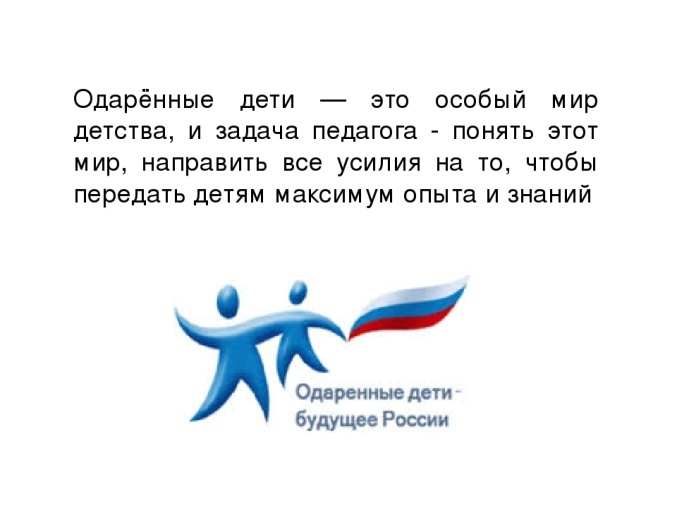 Одарённые дети — это особый мир
детства, и задача педагога - понять этот
мир, направить все усилия на то, чтобы
передать детям максимум опыта и знаний
Одаренные дети -
будущее России